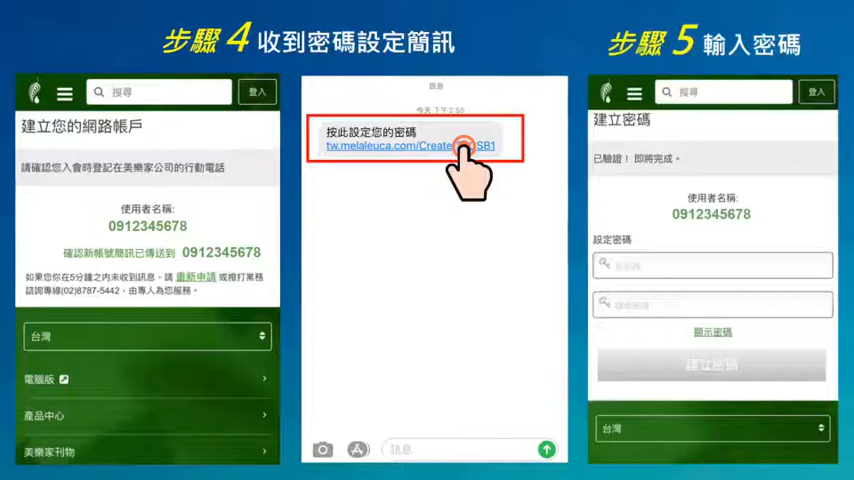 步驟 4 收到密碼設定簡訊
登入
搜尋
建立您的網路帳戶
請確認您入會時登記在美樂家公司的行動電話
使用者名稱:
0912345678
確認新帳號簡訊已傳送到 0912345678
如果您你在5分鐘之內未收到訊息，請 重新申請 或撥打業務
諮詢專線(02)8787-5442，由專人為您服務。
台灣
電腦版
產品中心
美樂家刊物
訊息
今天 下午2:55
按此設定您的密碼
tw.melaleuca.com/Create SB1
訊息
步驟 5 輸入密碼
搜尋
登入
建立密碼
已驗證！ 即將完成。
使用者名稱:
0912345678
設定密碼
顯示密碼
建立密碼
台灣